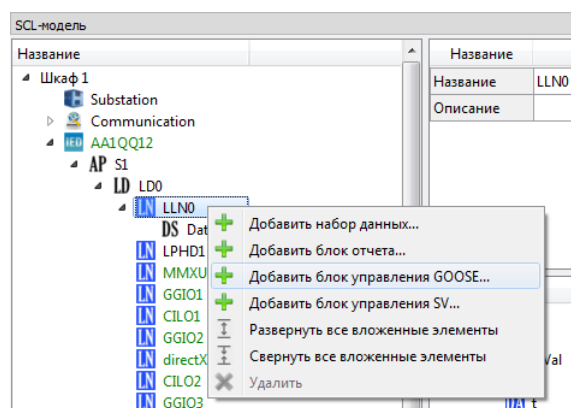 SCL-модель
Название
Название
Шкаф 1
Название LLN0
Substation
Описание
Communication
IED AA1QQ12
AP S1
LD LD0
LN LLN0
DS Dat
Добавить набор данных...
LN LPHD1
Добавить блок отчета...
LN MMXU
Добавить блок управления GOOSE...
LN GGIO1
Добавить блок управления SV...
LN CILO1
Развернуть все вложенные элементы
LN GGIO2
Свернуть все вложенные элементы
LN directX
Val
Удалить
LN CILO2
LN GGIO3
DA t